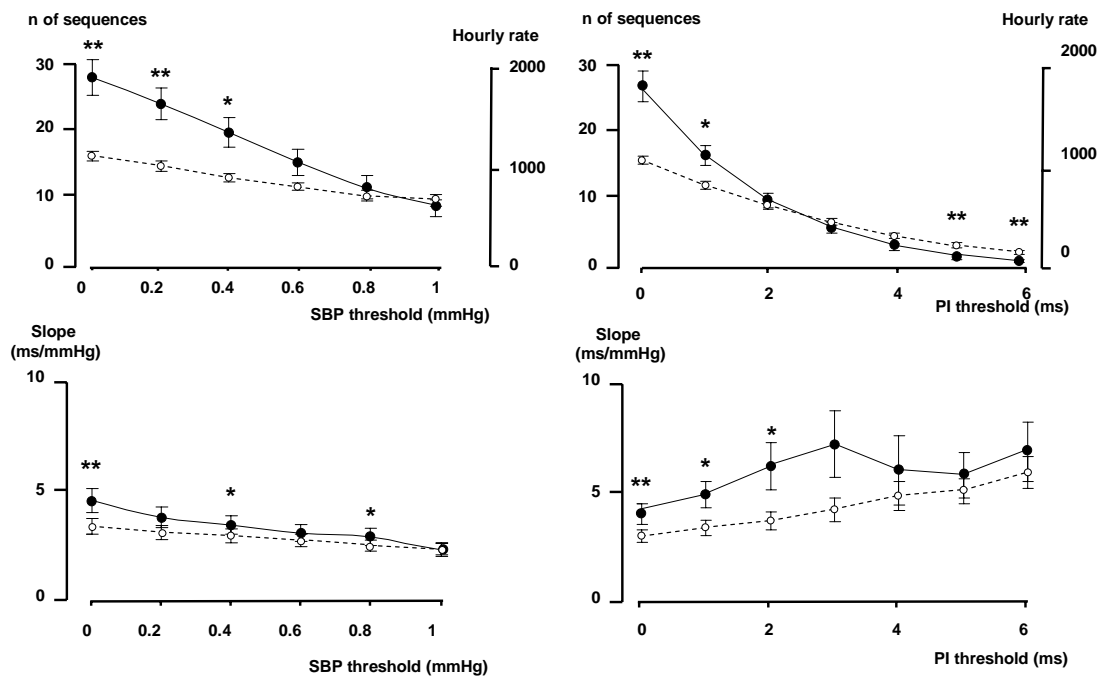 n of sequences
Hourly rate
**
**
*
30
20
10
0
2000
1000
0
0 0.2 0.4 0.6 0.8 1
SBP threshold (mmHg)
n of sequences
Hourly rate
**
*
**
**
30
20
10
0
2000
1000
0
0 2 4 6
PI threshold (ms)
Slope
(ms/mmHg)
10
5
0
**
*
*
0 0.2 0.4 0.6 0.8 1
SBP threshold (mmHg)
Slope
(ms/mmHg)
10
5
0
**
*
*
0 2 4 6
PI threshold (ms)